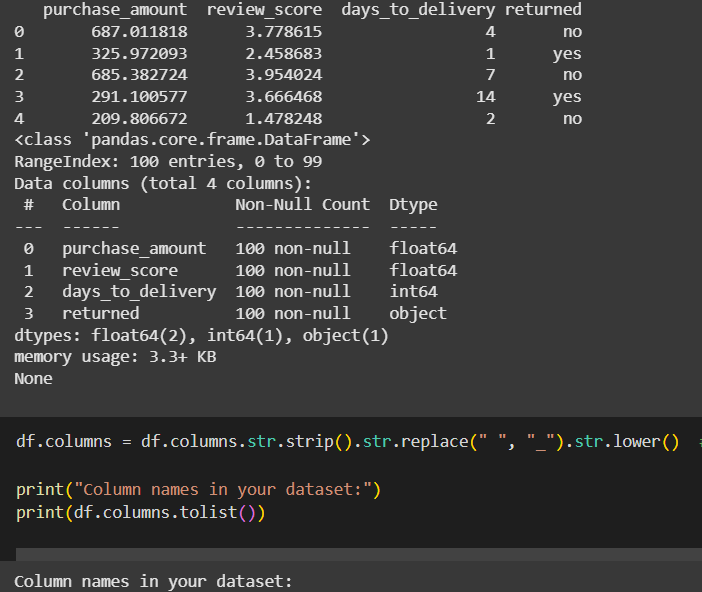 purchase_amount  review_score  days_to_delivery returned
0       687.011818      3.778615                 4       no
1       325.972093      2.458683                 1      yes
2       685.382724      3.954024                 7       no
3       291.100577      3.666468                14      yes
4       209.806672      1.478248                 2       no
<class 'pandas.core.frame.DataFrame'>
RangeIndex: 100 entries, 0 to 99
Data columns (total 4 columns):
 #   Column            Non-Null Count  Dtype
---  ------            --------------  -----
 0   purchase_amount   100 non-null    float64
 1   review_score      100 non-null    float64
 2   days_to_delivery  100 non-null    int64
 3   returned          100 non-null    object
dtypes: float64(2), int64(1), object(1)
memory usage: 3.3+ KB
None
df.columns = df.columns.str.strip().str.replace(" ", "_").str.lower()
print("Column names in your dataset:")
print(df.columns.tolist())
Column names in your dataset: